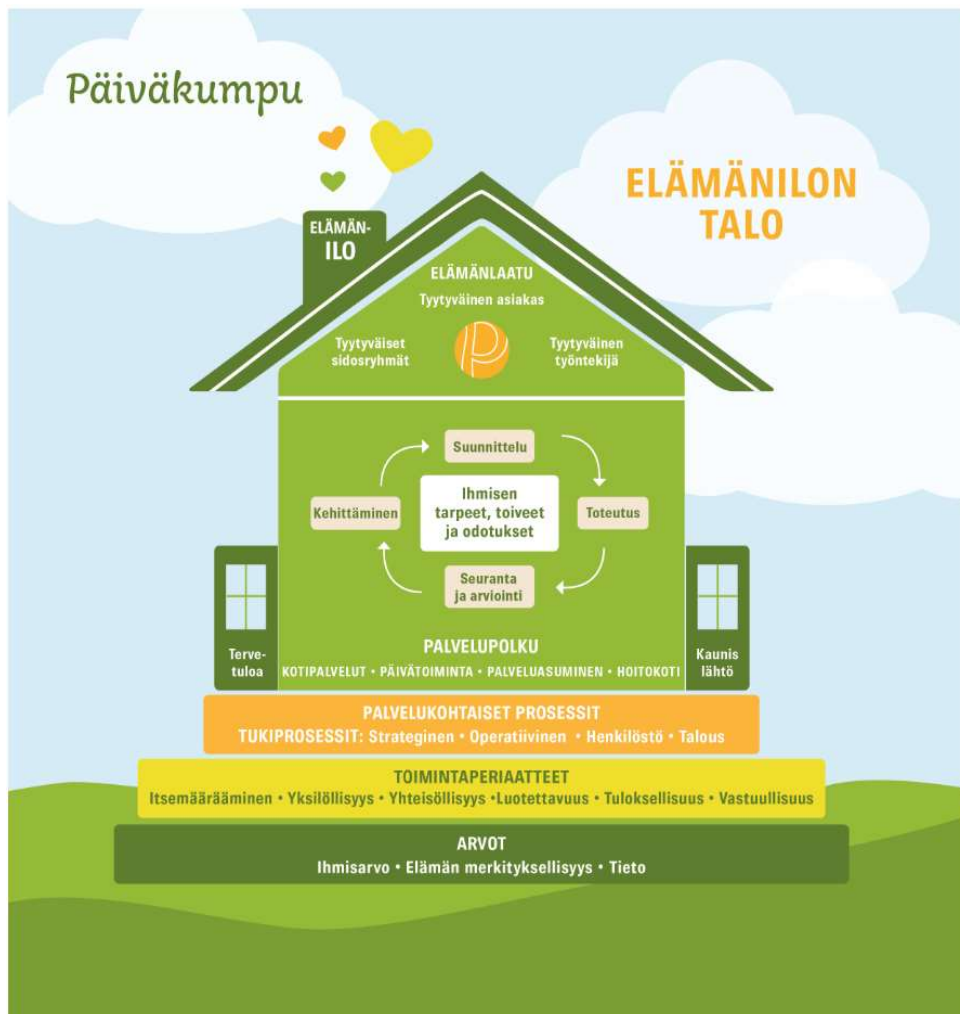 Päiväkumpu
ELÄMÄNILON
TALO
ELÄMÄN-
ILO
ELÄMÄNLAATU
Tyytyväinen asiakas
Tyytyväiset
sidosryhmät
P
Tyytyväinen
työntekijä
Suunnittelu
Kehittäminen
Ihmisen
tarpeet, toiveet
ja odotukset
Toteutus
Seuranta
ja arviointi
Terve-
tuloa
PALVELUPOLKU
KOTIPALVELUT • PÄIVÄTOIMINTA • PALVELUASUMINEN • HOITOKOTI
Kaunis
lähtö
PALVELUKOHTAISET PROSESSIT
TUKIPROSESSIT: Strateginen • Operatiivinen • Henkilöstö • Talous
TOIMINTAPERIAATTEET
Itsemäärääminen • Yksilöllisyys • Yhteisöllisyys •Luotettavuus • Tuloksellisuus • Vastuullisuus
ARVOT
Ihmisarvo • Elämän merkityksellisyys • Tieto